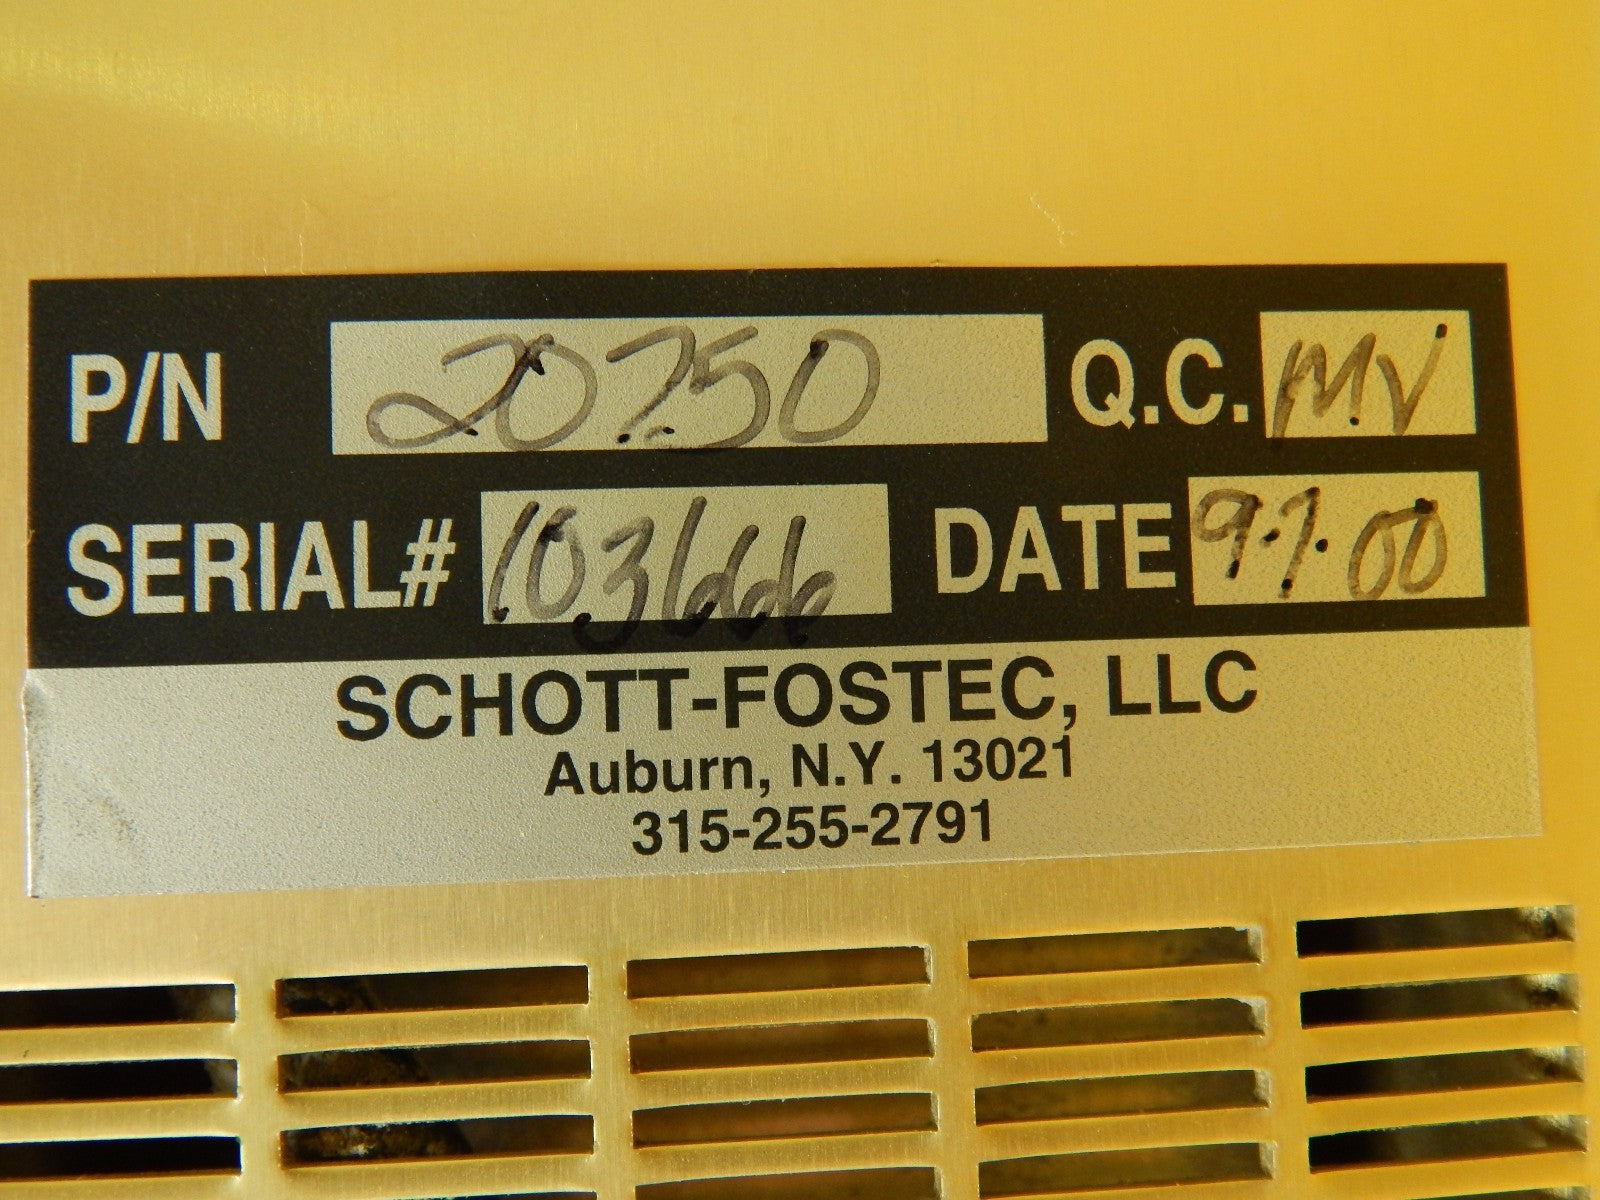 P/N 20750 Q.C. MV
SERIAL# 103666 DATE 9.7.00
SCHOTT-FOSTEC, LLC
Auburn, N.Y. 13021
315-255-2791